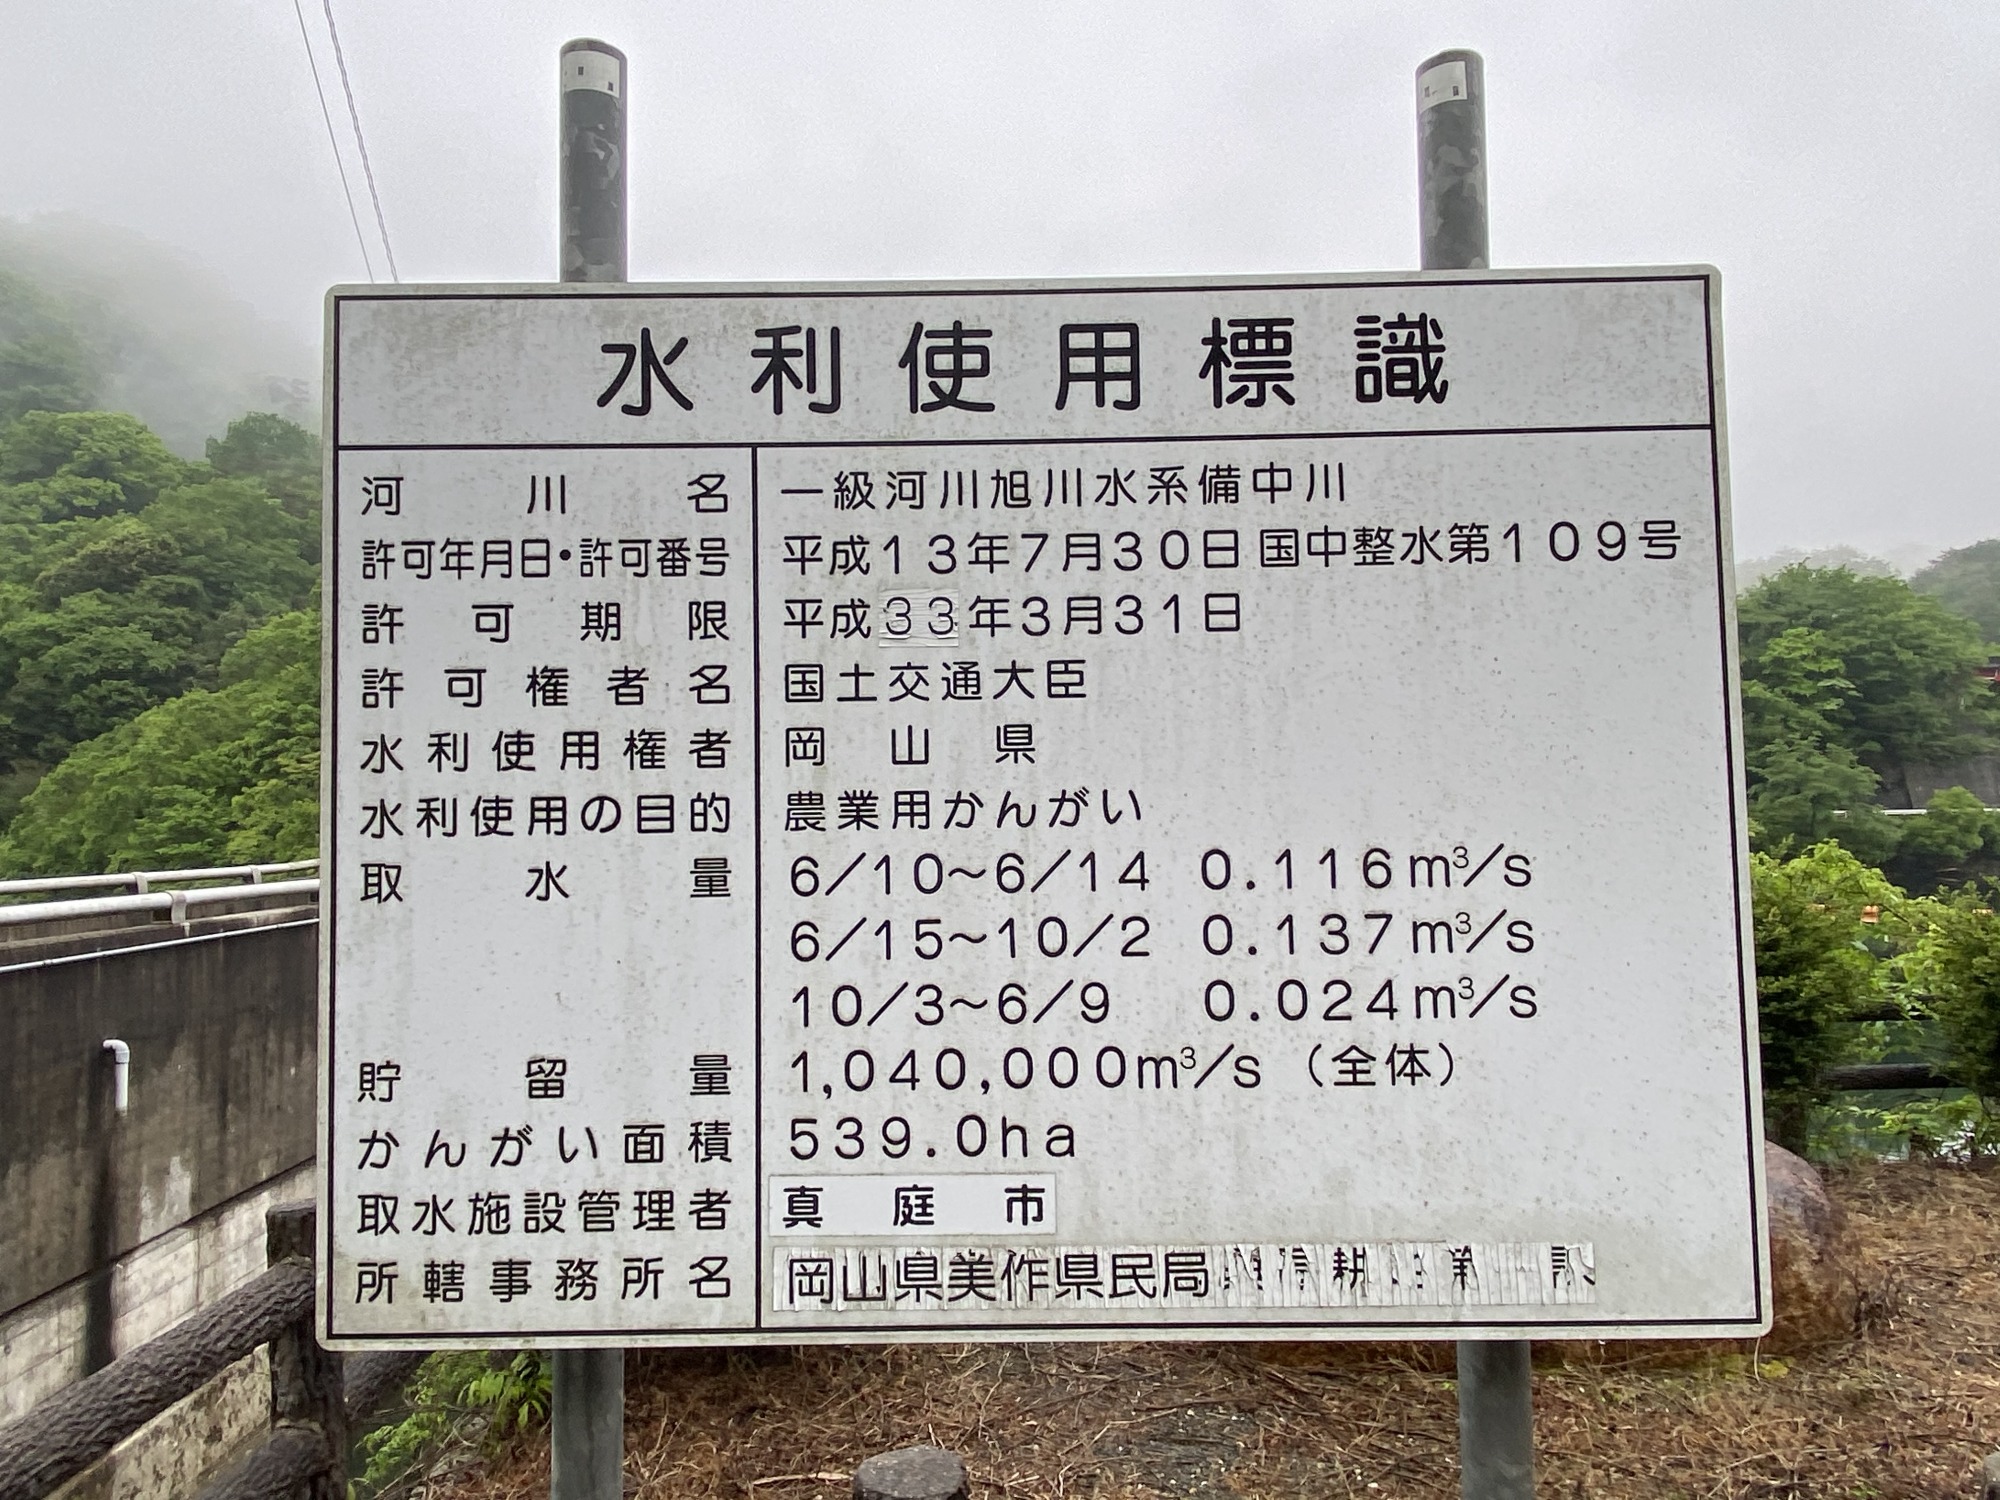 水利使用標識
河川名 一級河川旭川水系備中川
許可年月日・許可番号 平成13年7月30日 国中整水第109号
許可期限 平成33年3月31日
許可権者名 国土交通大臣
水利使用権者 岡山県
水利使用の目的 農業用かんがい
取水量 6/10~6/14 0.116m³/s
6/15~10/2 0.137m³/s
10/3~6/9 0.024m³/s
貯留量 1,040,000m³/s (全体)
かんがい面積 539.0ha
取水施設管理者 真庭市
所轄事務所名 岡山県美作県民局